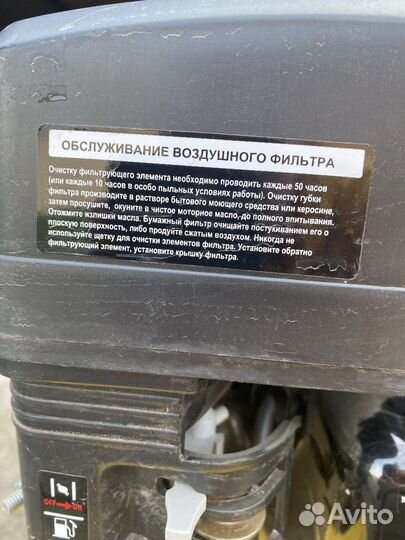 ОБСЛУЖИВАНИЕ ВОЗДУШНОГО ФИЛЬТРА
Очистку фильтрующего элемента необходимо проводить каждые 50 часов
(или каждые 10 часов в особо пыльных условиях работы). Очистку губки
фильтра производите в растворе бытового моющего средства или керосине,
затем просушите, окуните в чистое моторное масло до полного впитывания.
Отожмите излишки масла. Бумажный фильтр очищайте постукиванием его о
плоскую поверхность, либо продуйте сжатым воздухом. Никогда не
используйте щетку для очистки элементов фильтра. Установите обратно
фильтрующий элемент, установите крышку фильтра.
OFF ON
Avito